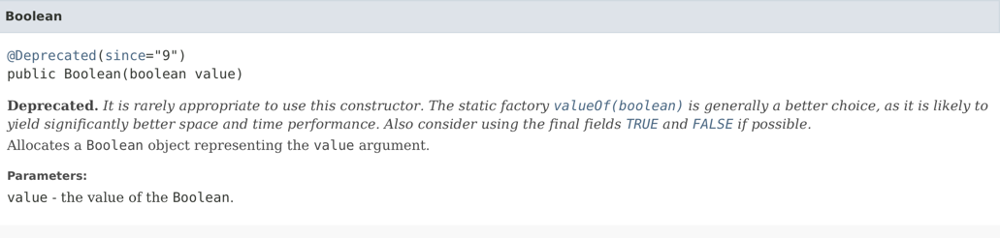 Boolean
@Deprecated(since="9")
public Boolean(boolean value)
Deprecated. It is rarely appropriate to use this constructor. The static factory valueOf(boolean) is generally a better choice, as it is likely to
yield significantly better space and time performance. Also consider using the final fields TRUE and FALSE if possible.
Allocates a Boolean object representing the value argument.
Parameters:
value - the value of the Boolean.